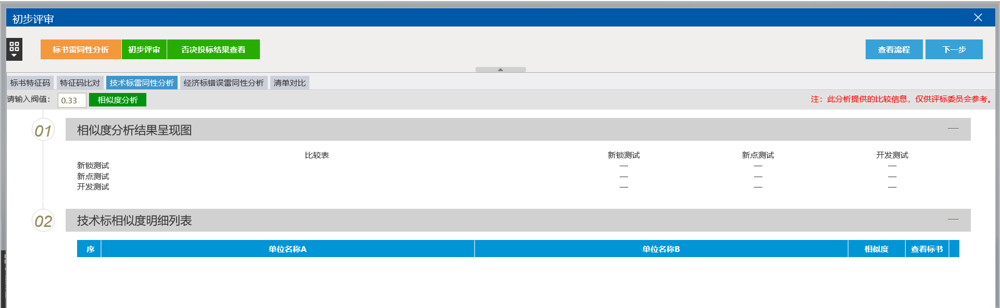 初步评审
标书雷同性分析 初步评审 否决投标结果查看 查看流程 下一步
标书特征码 特征码比对 技术标雷同性分析 经济标错误雷同性分析 清单对比
请输入阀值： 0.33 相似度分析 注：此分析提供的比较信息，仅供评标委员会参考。
01 相似度分析结果呈现图 —
比较表 新锁测试 新点测试 开发测试
新锁测试 — — —
新点测试 — — —
开发测试 — — —
02 技术标相似度明细列表 —
序 单位名称A 单位名称B 相似度 查看标书